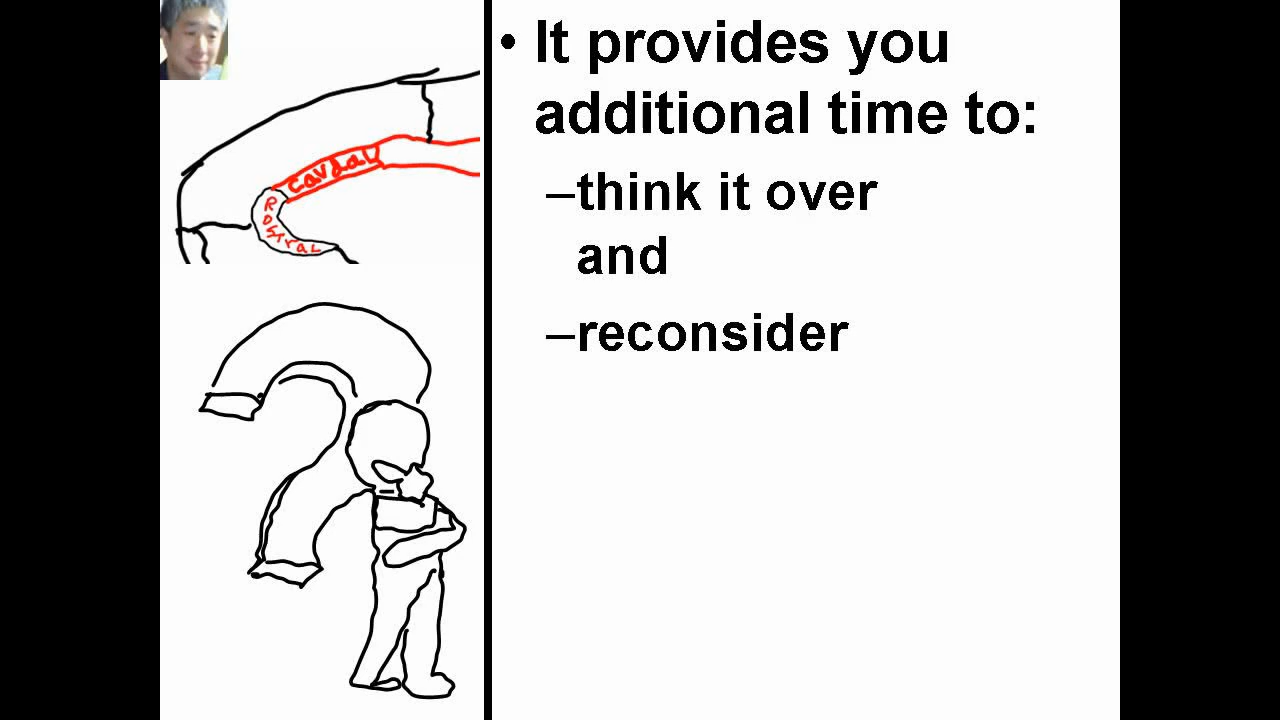 caudal
Rostral
• It provides you
additional time to:
–think it over
and
–reconsider